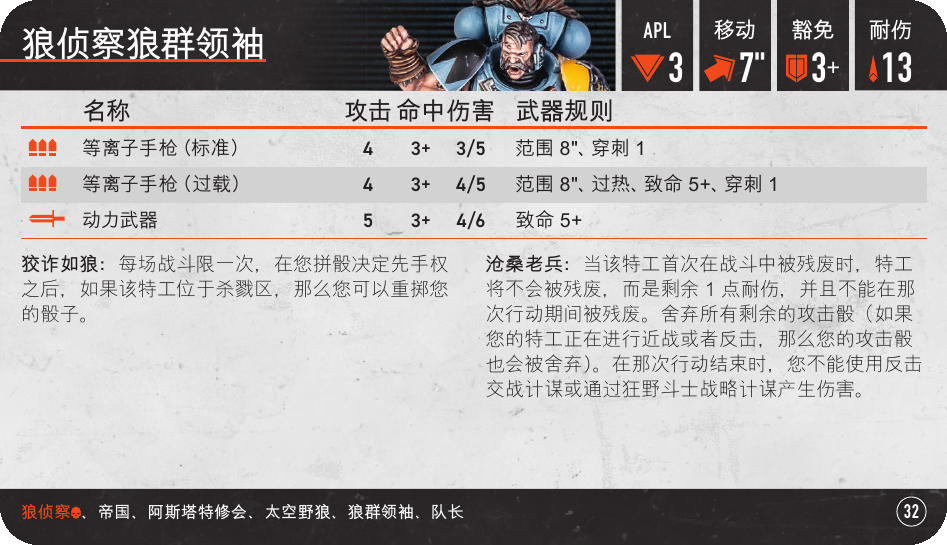 狼侦察狼群领袖
APL 移动 豁免 耐伤
3 7" 3+ 13
名称 攻击 命中 伤害 武器规则
等离子手枪（标准） 4 3+ 3/5 范围 8"、穿刺 1
等离子手枪（过载） 4 3+ 4/5 范围 8"、过热、致命 5+、穿刺 1
动力武器 5 3+ 4/6 致命 5+
狡诈如狼：每场战斗限一次，在您拼骰决定先手权
之后，如果该特工位于杀戮区，那么您可以重掷您
的骰子。
沧桑老兵：当该特工首次在战斗中被残废时，特工
将不会被残废，而是剩余 1 点耐伤，并且不能在那
次行动期间被残废。舍弃所有剩余的攻击骰（如果
您的特工正在进行近战或者反击，那么您的攻击骰
也会被舍弃）。在那次行动结束时，您不能使用反击
交战计谋或通过狂野斗士战略计谋产生伤害。
狼侦察、帝国、阿斯塔特修会、太空野狼、狼群领袖、队长
32